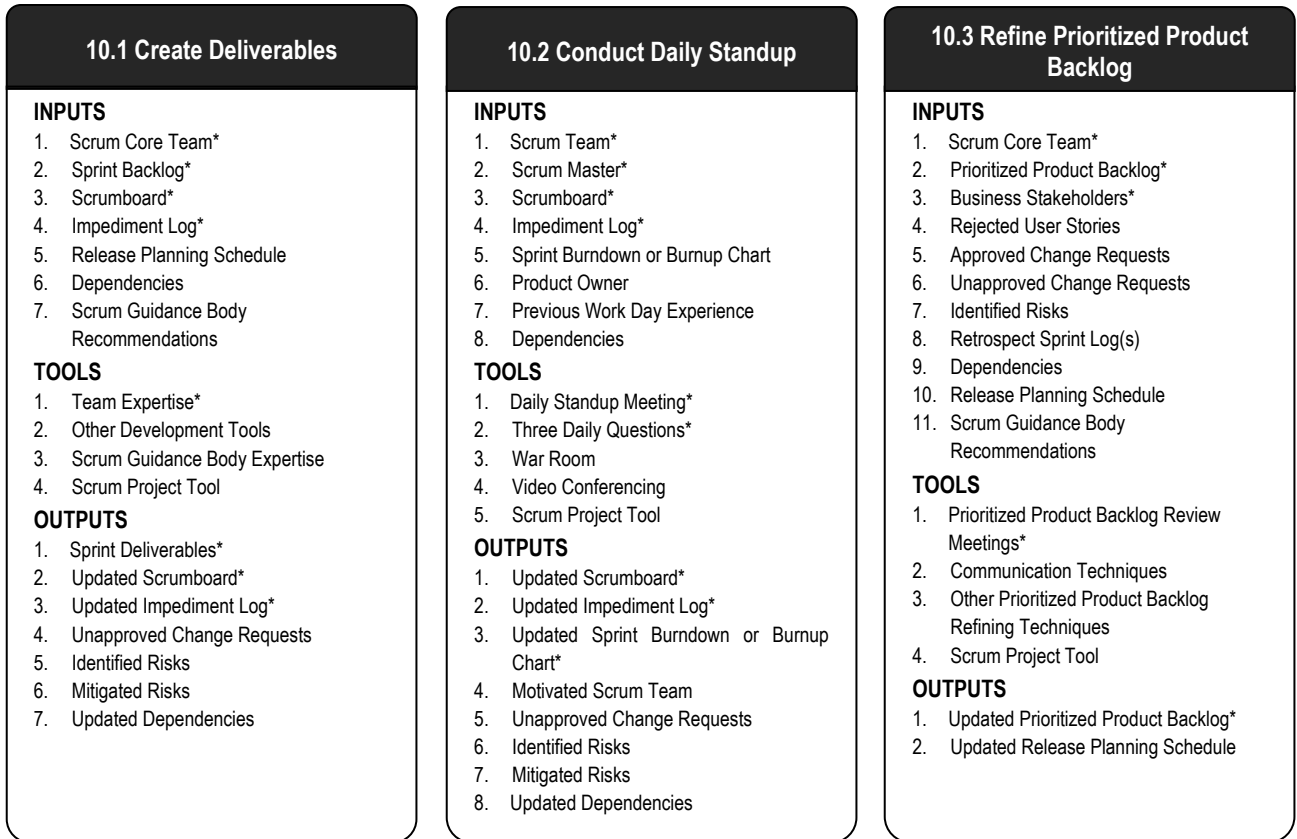 10.1 Create Deliverables
INPUTS
1. Scrum Core Team*
2. Sprint Backlog*
3. Scrumboard*
4. Impediment Log*
5. Release Planning Schedule
6. Dependencies
7. Scrum Guidance Body
Recommendations
TOOLS
1. Team Expertise*
2. Other Development Tools
3. Scrum Guidance Body Expertise
4. Scrum Project Tool
OUTPUTS
1. Sprint Deliverables*
2. Updated Scrumboard*
3. Updated Impediment Log*
4. Unapproved Change Requests
5. Identified Risks
6. Mitigated Risks
7. Updated Dependencies
10.2 Conduct Daily Standup
INPUTS
1. Scrum Team*
2. Scrum Master*
3. Scrumboard*
4. Impediment Log*
5. Sprint Burndown or Burnup Chart
6. Product Owner
7. Previous Work Day Experience
8. Dependencies
TOOLS
1. Daily Standup Meeting*
2. Three Daily Questions*
3. War Room
4. Video Conferencing
5. Scrum Project Tool
OUTPUTS
1. Updated Scrumboard*
2. Updated Impediment Log*
3. Updated Sprint Burndown or Burnup
Chart*
4. Motivated Scrum Team
5. Unapproved Change Requests
6. Identified Risks
7. Mitigated Risks
8. Updated Dependencies
10.3 Refine Prioritized Product
Backlog
INPUTS
1. Scrum Core Team*
2. Prioritized Product Backlog*
3. Business Stakeholders*
4. Rejected User Stories
5. Approved Change Requests
6. Unapproved Change Requests
7. Identified Risks
8. Retrospect Sprint Log(s)
9. Dependencies
10. Release Planning Schedule
11. Scrum Guidance Body
Recommendations
TOOLS
1. Prioritized Product Backlog Review
Meetings*
2. Communication Techniques
3. Other Prioritized Product Backlog
Refining Techniques
4. Scrum Project Tool
OUTPUTS
1. Updated Prioritized Product Backlog*
2. Updated Release Planning Schedule